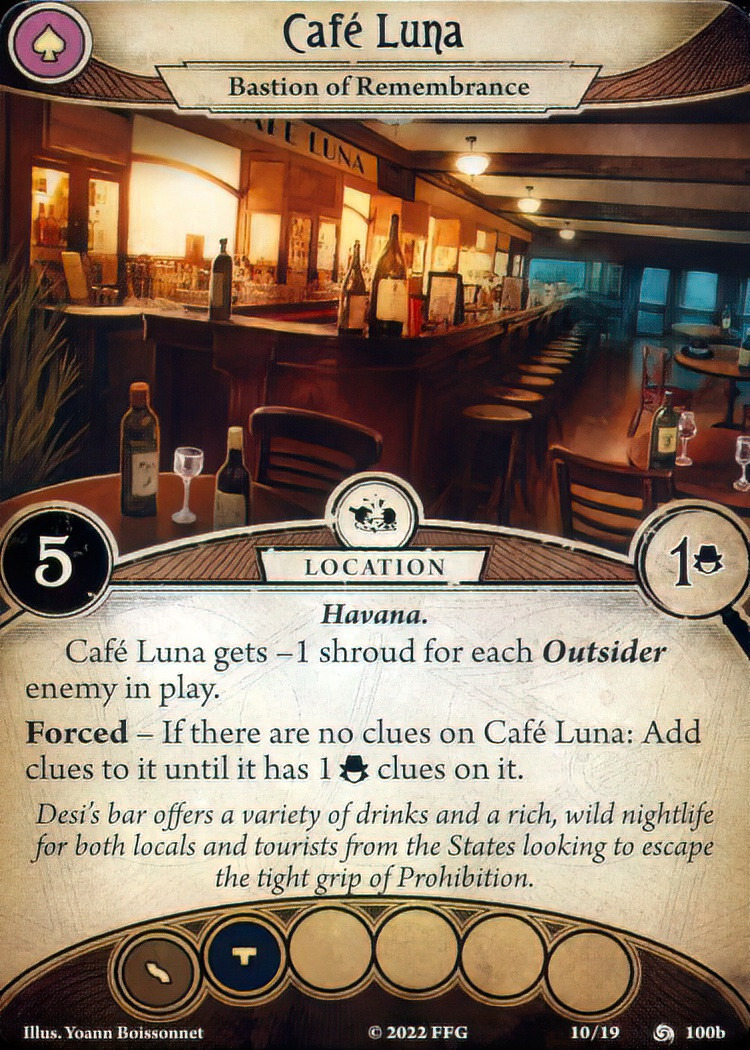 Café Luna
Bastion of Remembrance
CAFE LUNA
5
LOCATION
1
Havana.
Café Luna gets –1 shroud for each Outsider
enemy in play.
Forced – If there are no clues on Café Luna: Add
clues to it until it has 1 clues on it.
Desi's bar offers a variety of drinks and a rich, wild nightlife
for both locals and tourists from the States looking to escape
the tight grip of Prohibition.
Illus. Yoann Boissonnet
© 2022 FFG
10/19
100b